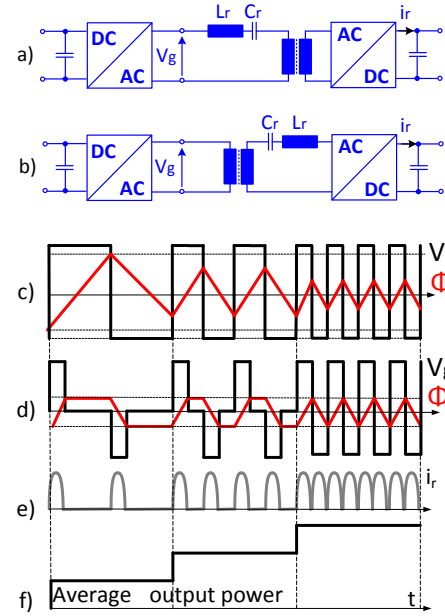 Lr Cr
a) DC AC Vg AC DC ir
Cr Lr
b) DC AC Vg AC DC ir
c) V Φ
d) Vg Φ
e) ir
f) Average output power t